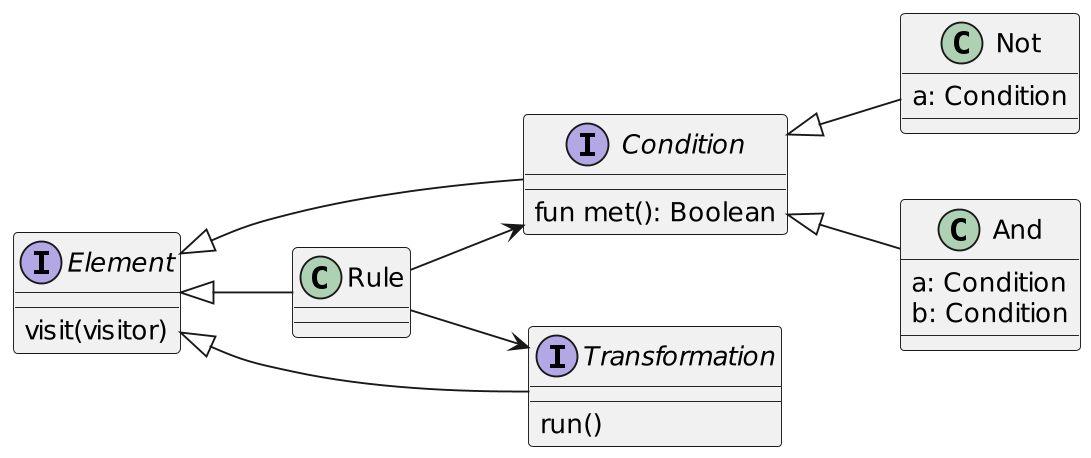 I Element
visit(visitor)
C Rule
I Condition
fun met(): Boolean
I Transformation
run()
C Not
a: Condition
C And
a: Condition
b: Condition